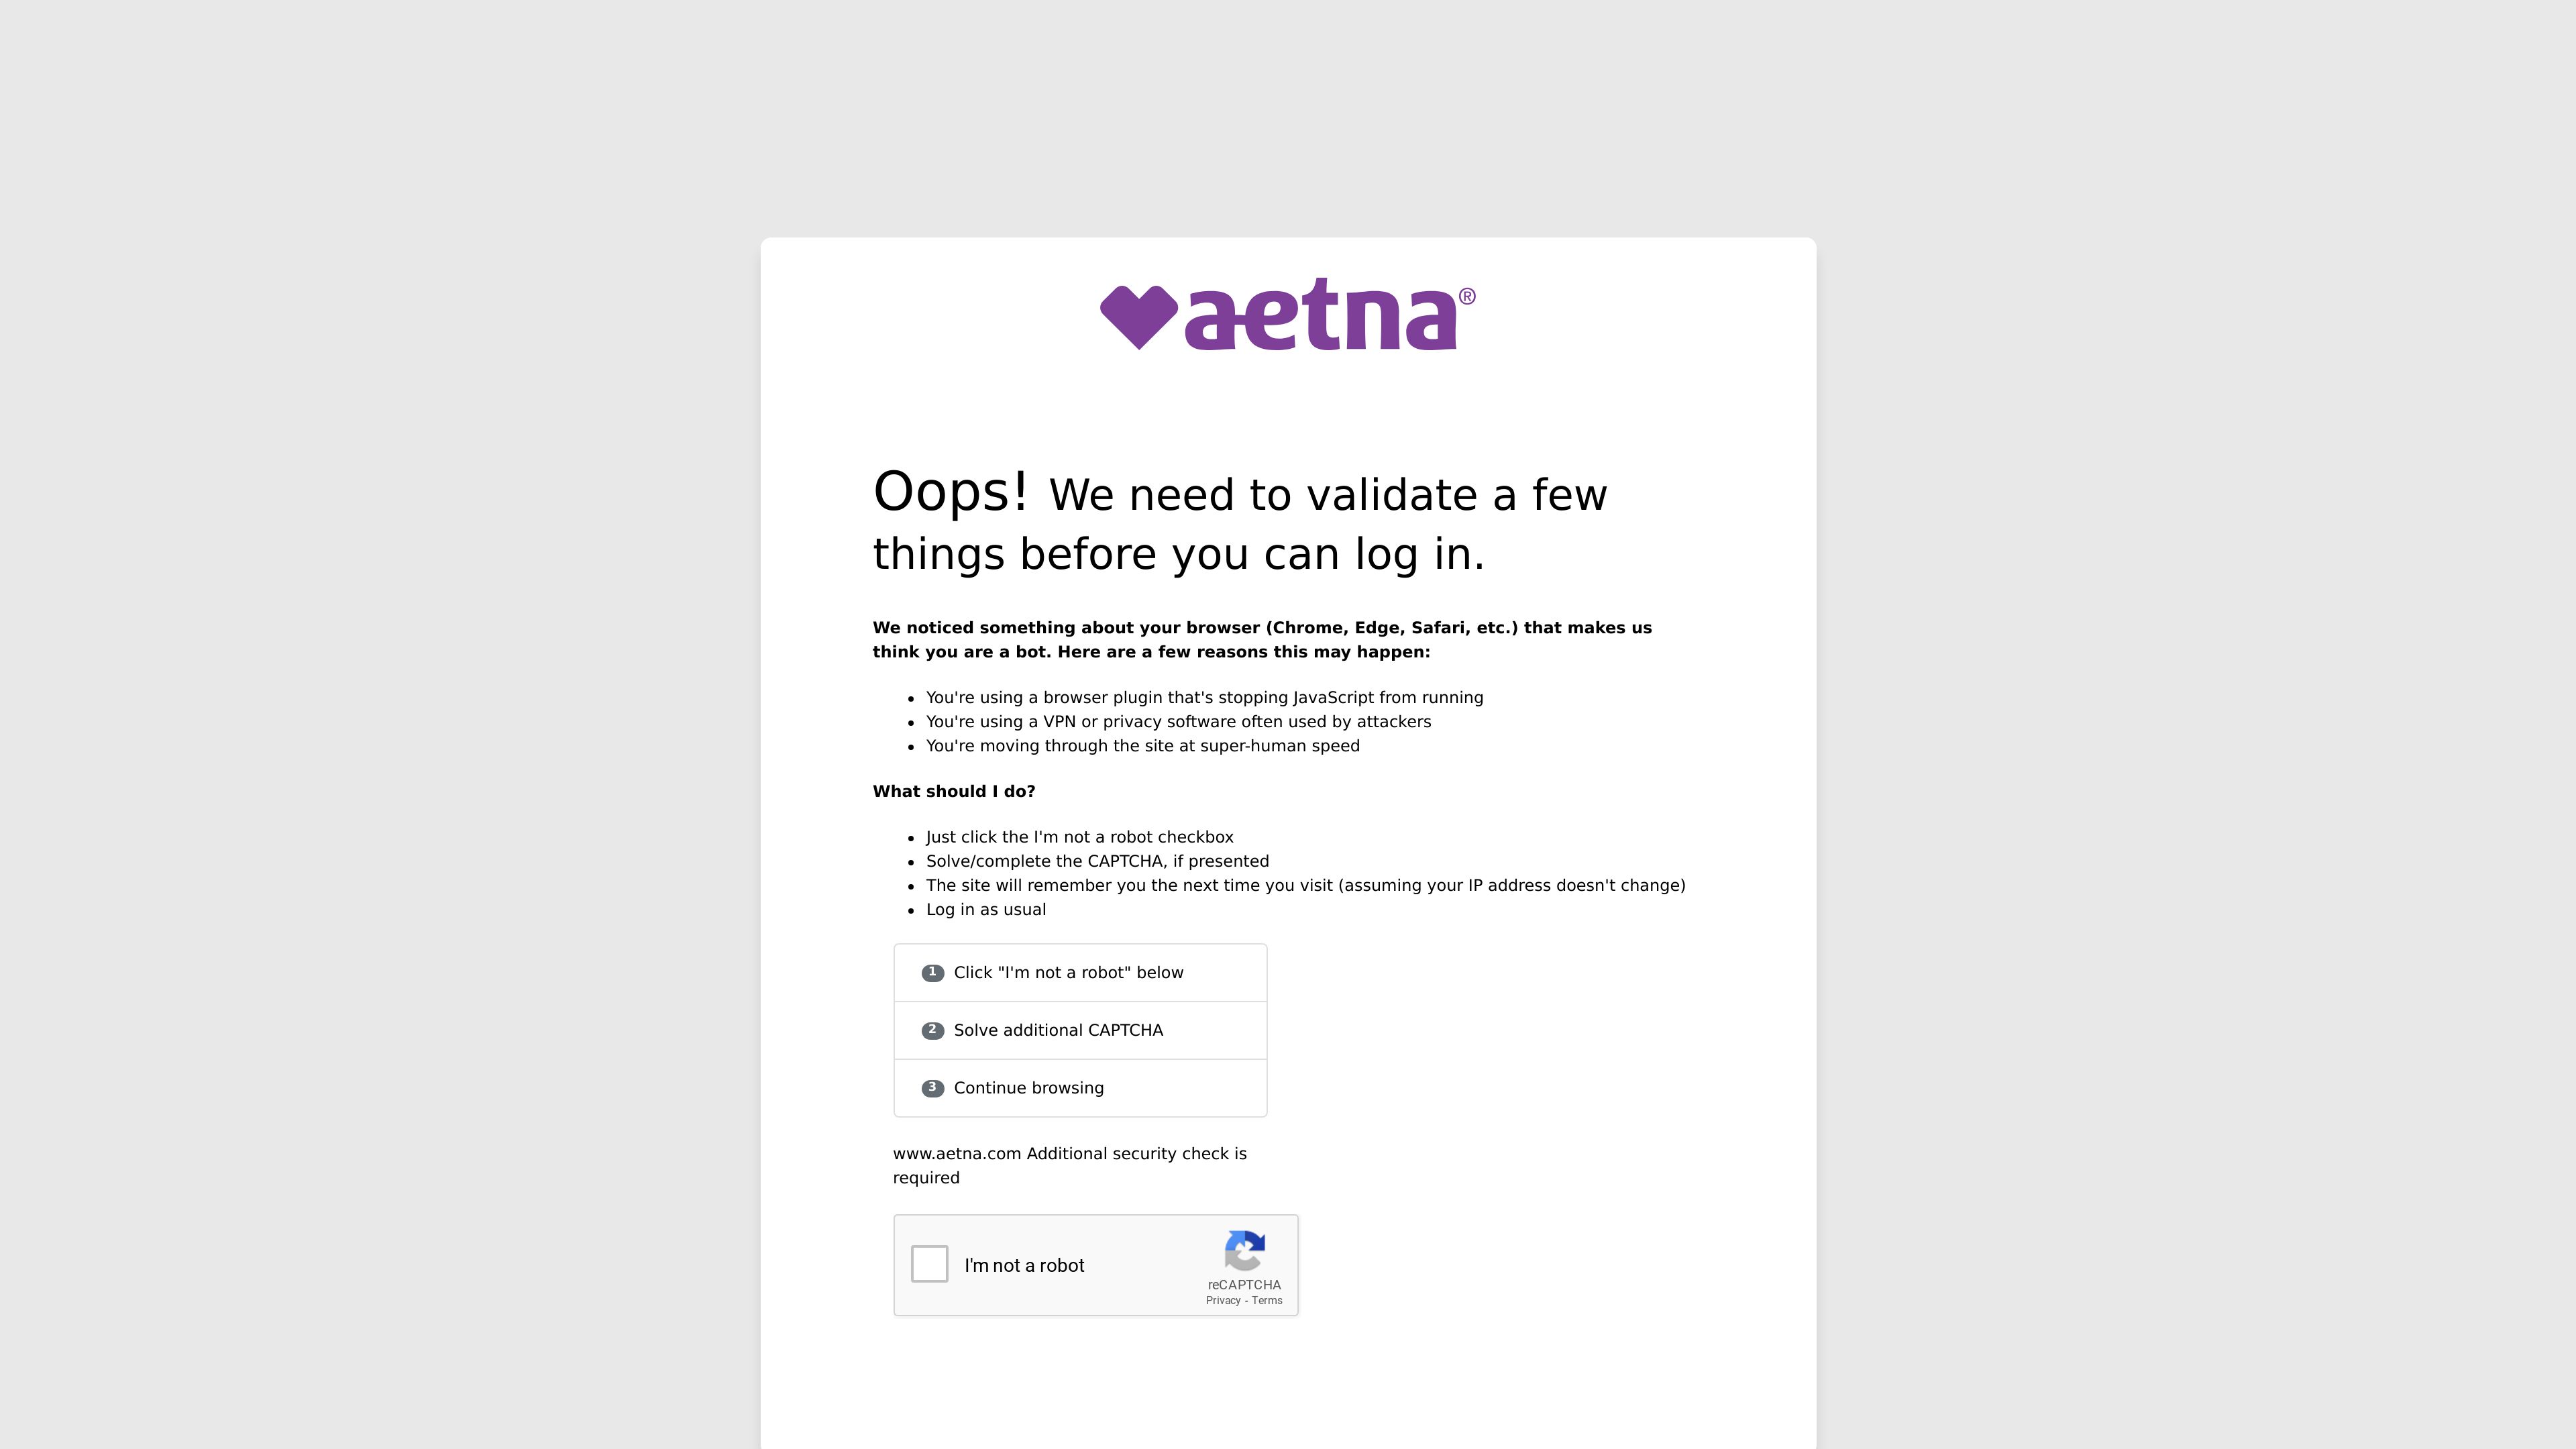 aetna®
Oops! We need to validate a few
things before you can log in.
We noticed something about your browser (Chrome, Edge, Safari, etc.) that makes us
think you are a bot. Here are a few reasons this may happen:
• You're using a browser plugin that's stopping JavaScript from running
• You're using a VPN or privacy software often used by attackers
• You're moving through the site at super-human speed
What should I do?
• Just click the I'm not a robot checkbox
• Solve/complete the CAPTCHA, if presented
• The site will remember you the next time you visit (assuming your IP address doesn't change)
• Log in as usual
1 Click "I'm not a robot" below
2 Solve additional CAPTCHA
3 Continue browsing
www.aetna.com Additional security check is
required
I'm not a robot
reCAPTCHA
Privacy - Terms